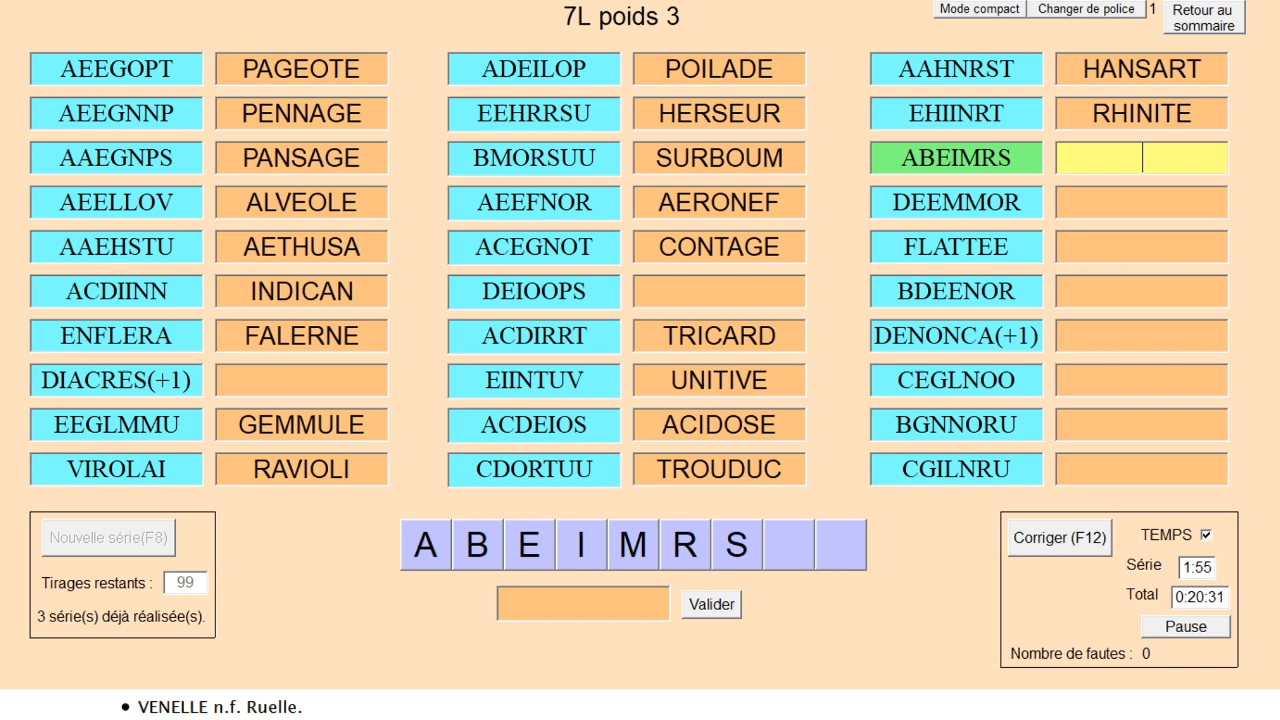 7L poids 3
Mode compact Changer de police 1 Retour au sommaire
AEEGOPT PAGEOTE ADEILOP POILADE AAHNRST HANSART
AEEGNNP PENNAGE EEHRRSU HERSEUR EHIINRT RHINITE
AAEGNPS PANSAGE BMORSUU SURBOUM ABEIMRS
AEELLOV ALVEOLE AEEFNOR AERONEF DEEMMOR
AAEHSTU AETHUSA ACEGNOT CONTAGE FLATTEE
ACDIINN INDICAN DEIOOPS BDEENOR
ENFLERA FALERNE ACDIRRT TRICARD DENONCA(+1)
DIACRES(+1) EIINTUV UNITIVE CEGLNOO
EEGLMMU GEMMULE ACDEIOS ACIDOSE BGNNORU
VIROLAI RAVIOLI CDORTUU TROUDUC CGILNRU
Nouvelle série(F8)
Tirages restants : 99
3 série(s) déjà réalisée(s).
A B E I M R S
Valider
Corriger (F12) TEMPS
Série 1:55
Total 0:20:31
Pause
Nombre de fautes : 0
• VENELLE n.f. Ruelle.